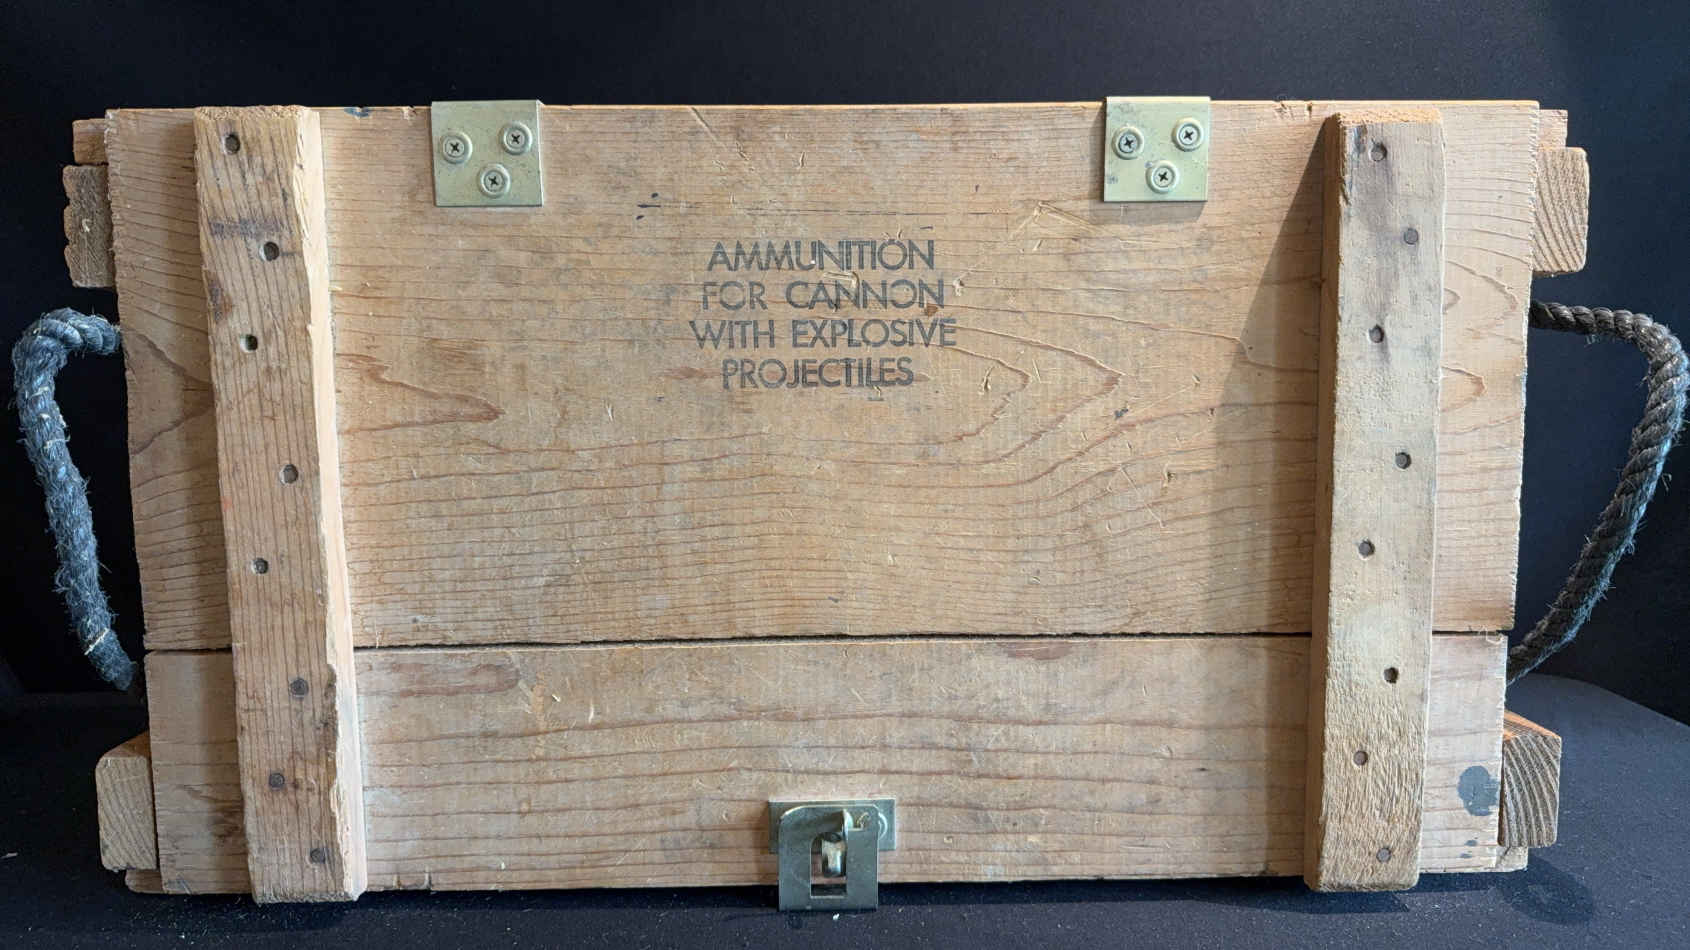 AMMUNITION
FOR CANNON
WITH EXPLOSIVE
PROJECTILES